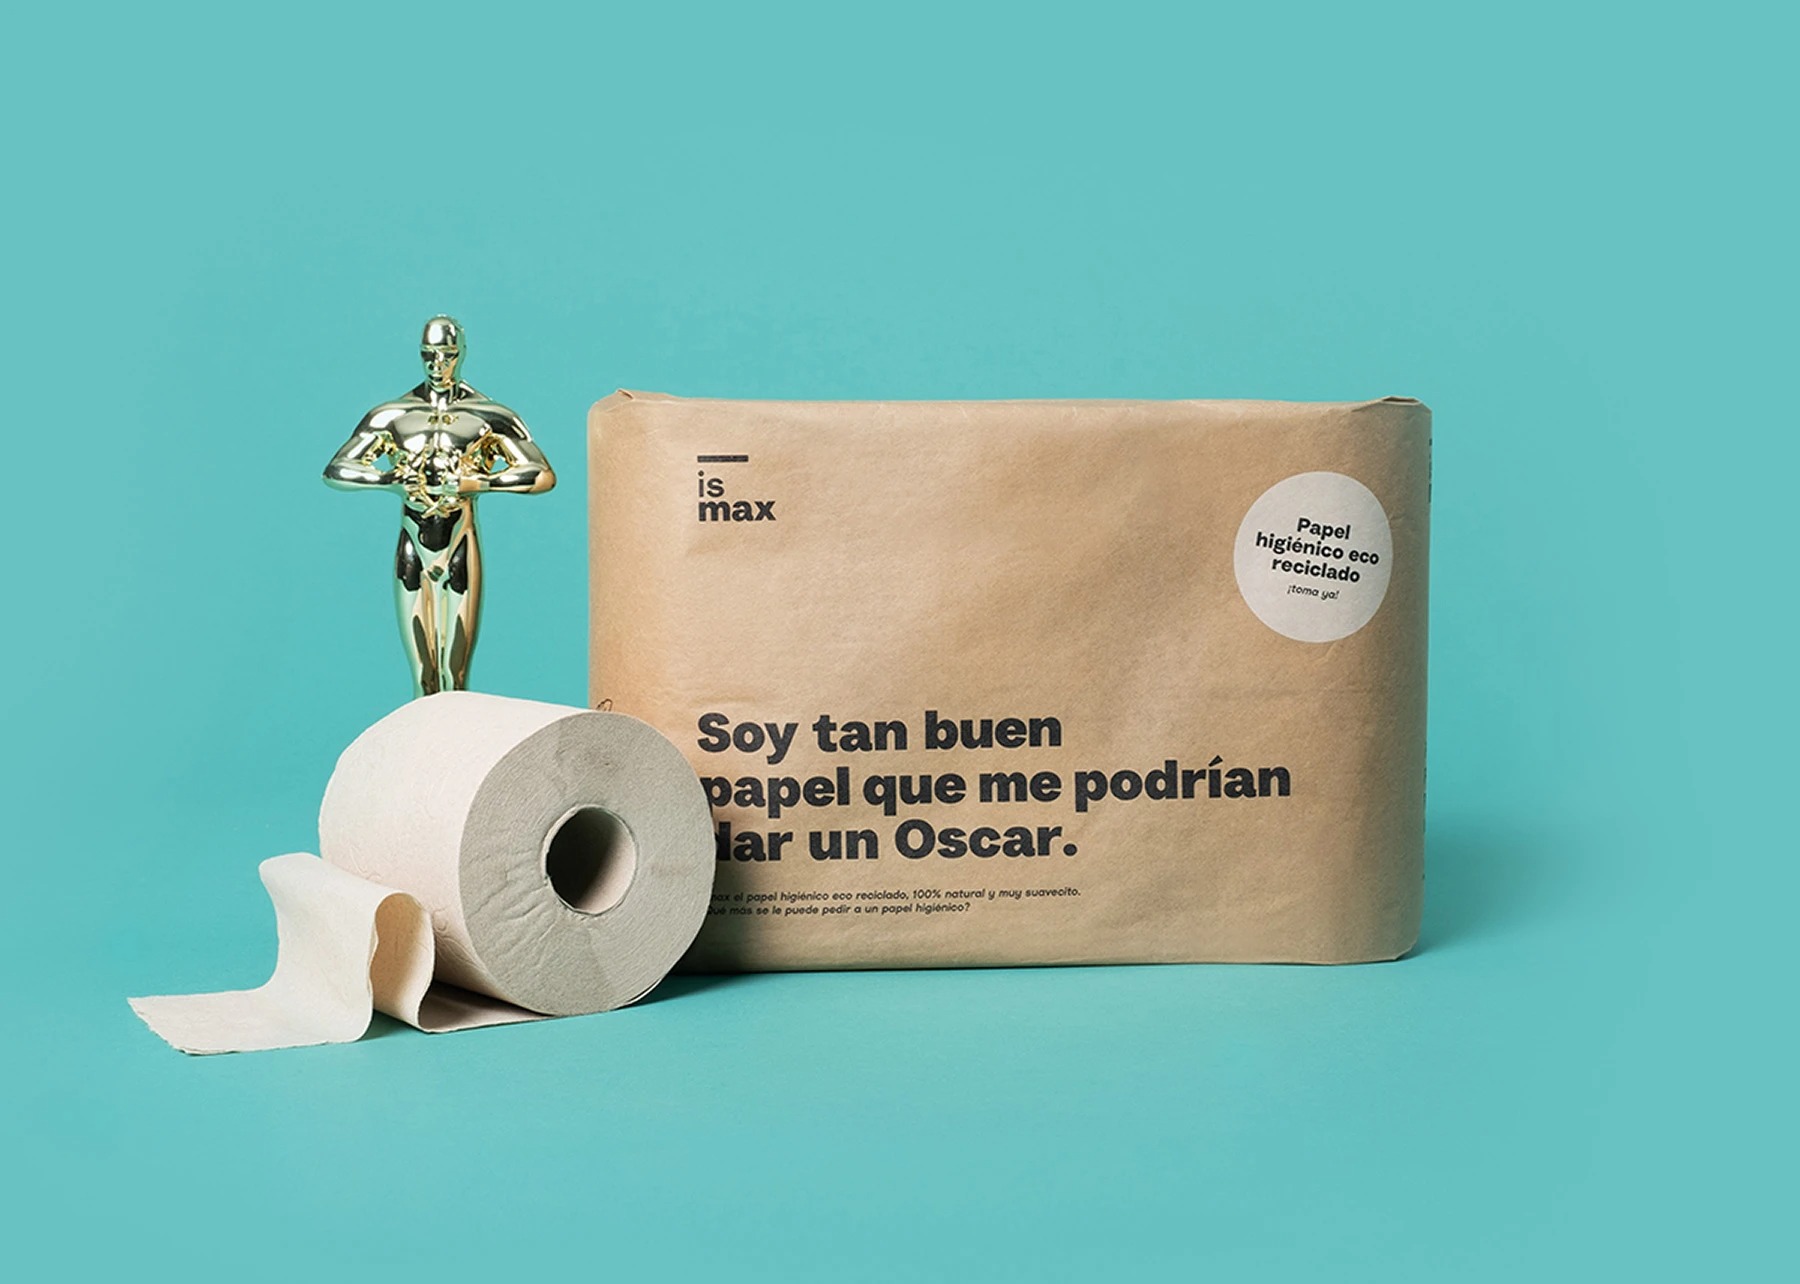 is
max
Papel
higiénico eco
reciclado
¡toma ya!
Soy tan buen
papel que me podrían
dar un Oscar.
max el papel higiénico eco reciclado, 100% natural y muy suavecito.
Qué más se le puede pedir a un papel higiénico?